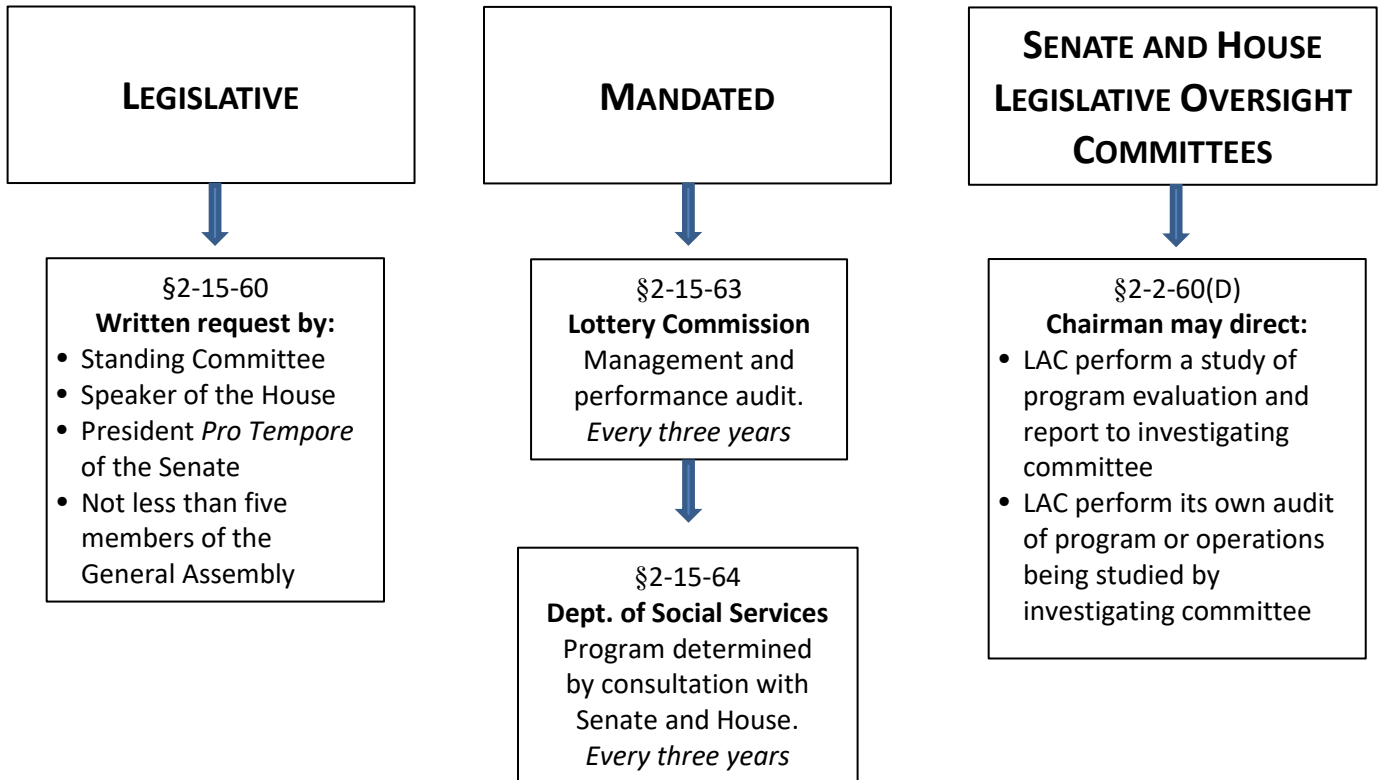 LEGISLATIVE
§2-15-60
Written request by:
• Standing Committee
• Speaker of the House
• President Pro Tempore
of the Senate
• Not less than five
members of the
General Assembly
MANDATED
§2-15-63
Lottery Commission
Management and
performance audit.
Every three years
§2-15-64
Dept. of Social Services
Program determined
by consultation with
Senate and House.
Every three years
SENATE AND HOUSE
LEGISLATIVE OVERSIGHT
COMMITTEES
§2-2-60(D)
Chairman may direct:
• LAC perform a study of
program evaluation and
report to investigating
committee
• LAC perform its own audit
of program or operations
being studied by
investigating committee